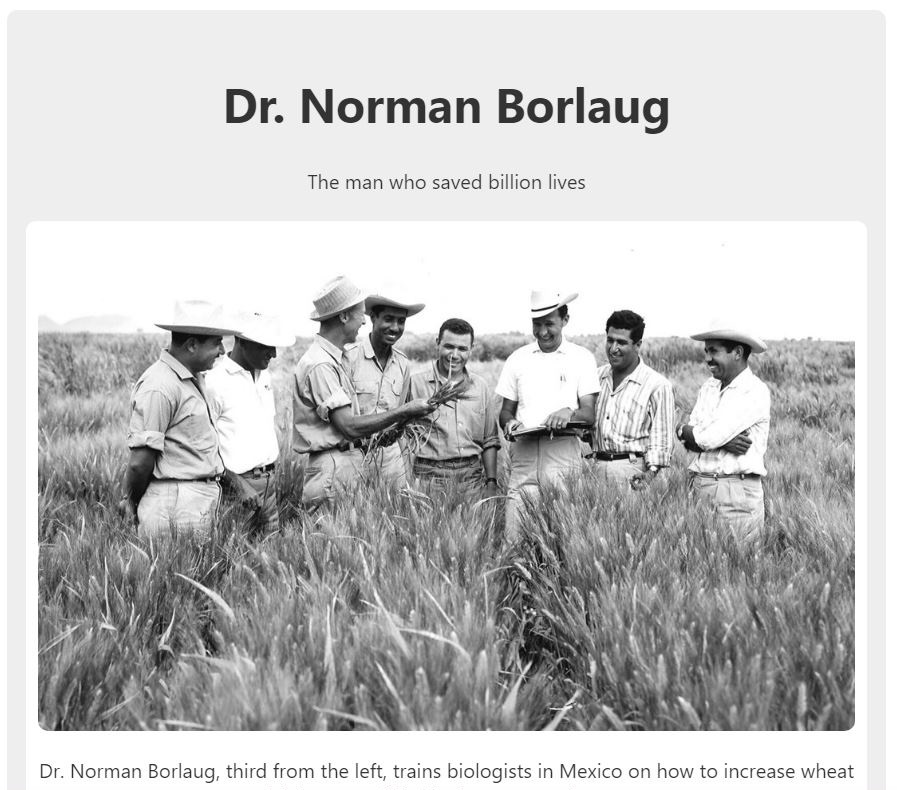 Dr. Norman Borlaug
The man who saved billion lives
Dr. Norman Borlaug, third from the left, trains biologists in Mexico on how to increase wheat